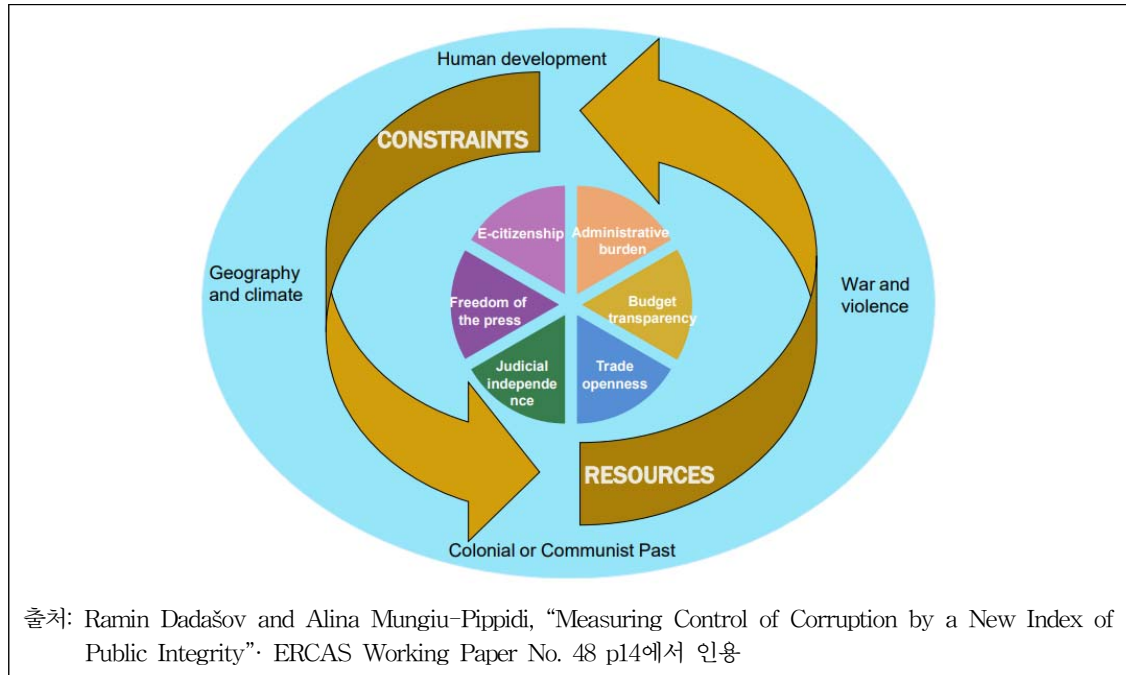 Human development
CONSTRAINTS
E-citizenship
Administrative
burden
Geography
and climate
Freedom of
the press
Budget
transparency
War and
violence
Judicial
independe
nce
Trade
openness
RESOURCES
Colonial or Communist Past
출처: Ramin Dadašov and Alina Mungiu-Pippidi, “Measuring Control of Corruption by a New Index of
Public Integrity”· ERCAS Working Paper No. 48 p14에서 인용